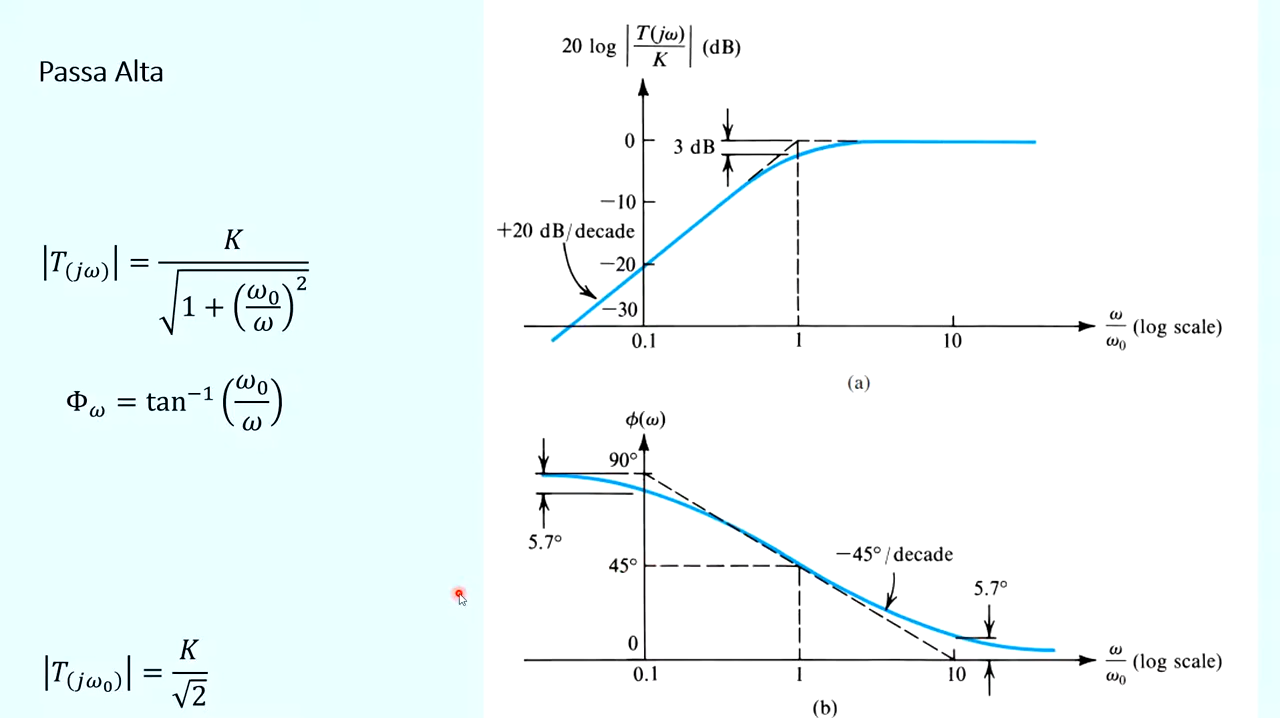 Passa Alta
|T(jω)| = K / √(1 + (ω₀/ω)²)
Φω = tan⁻¹(ω₀/ω)
|T(jω₀)| = K/√2
20 log |T(jω)/K| (dB)
0
3 dB
−10
+20 dB/decade
−20
−30
0.1
1
10
ω/ω₀ (log scale)
(a)
ϕ(ω)
90°
5.7°
45°
−45°/decade
5.7°
0
0.1
1
10
ω/ω₀ (log scale)
(b)